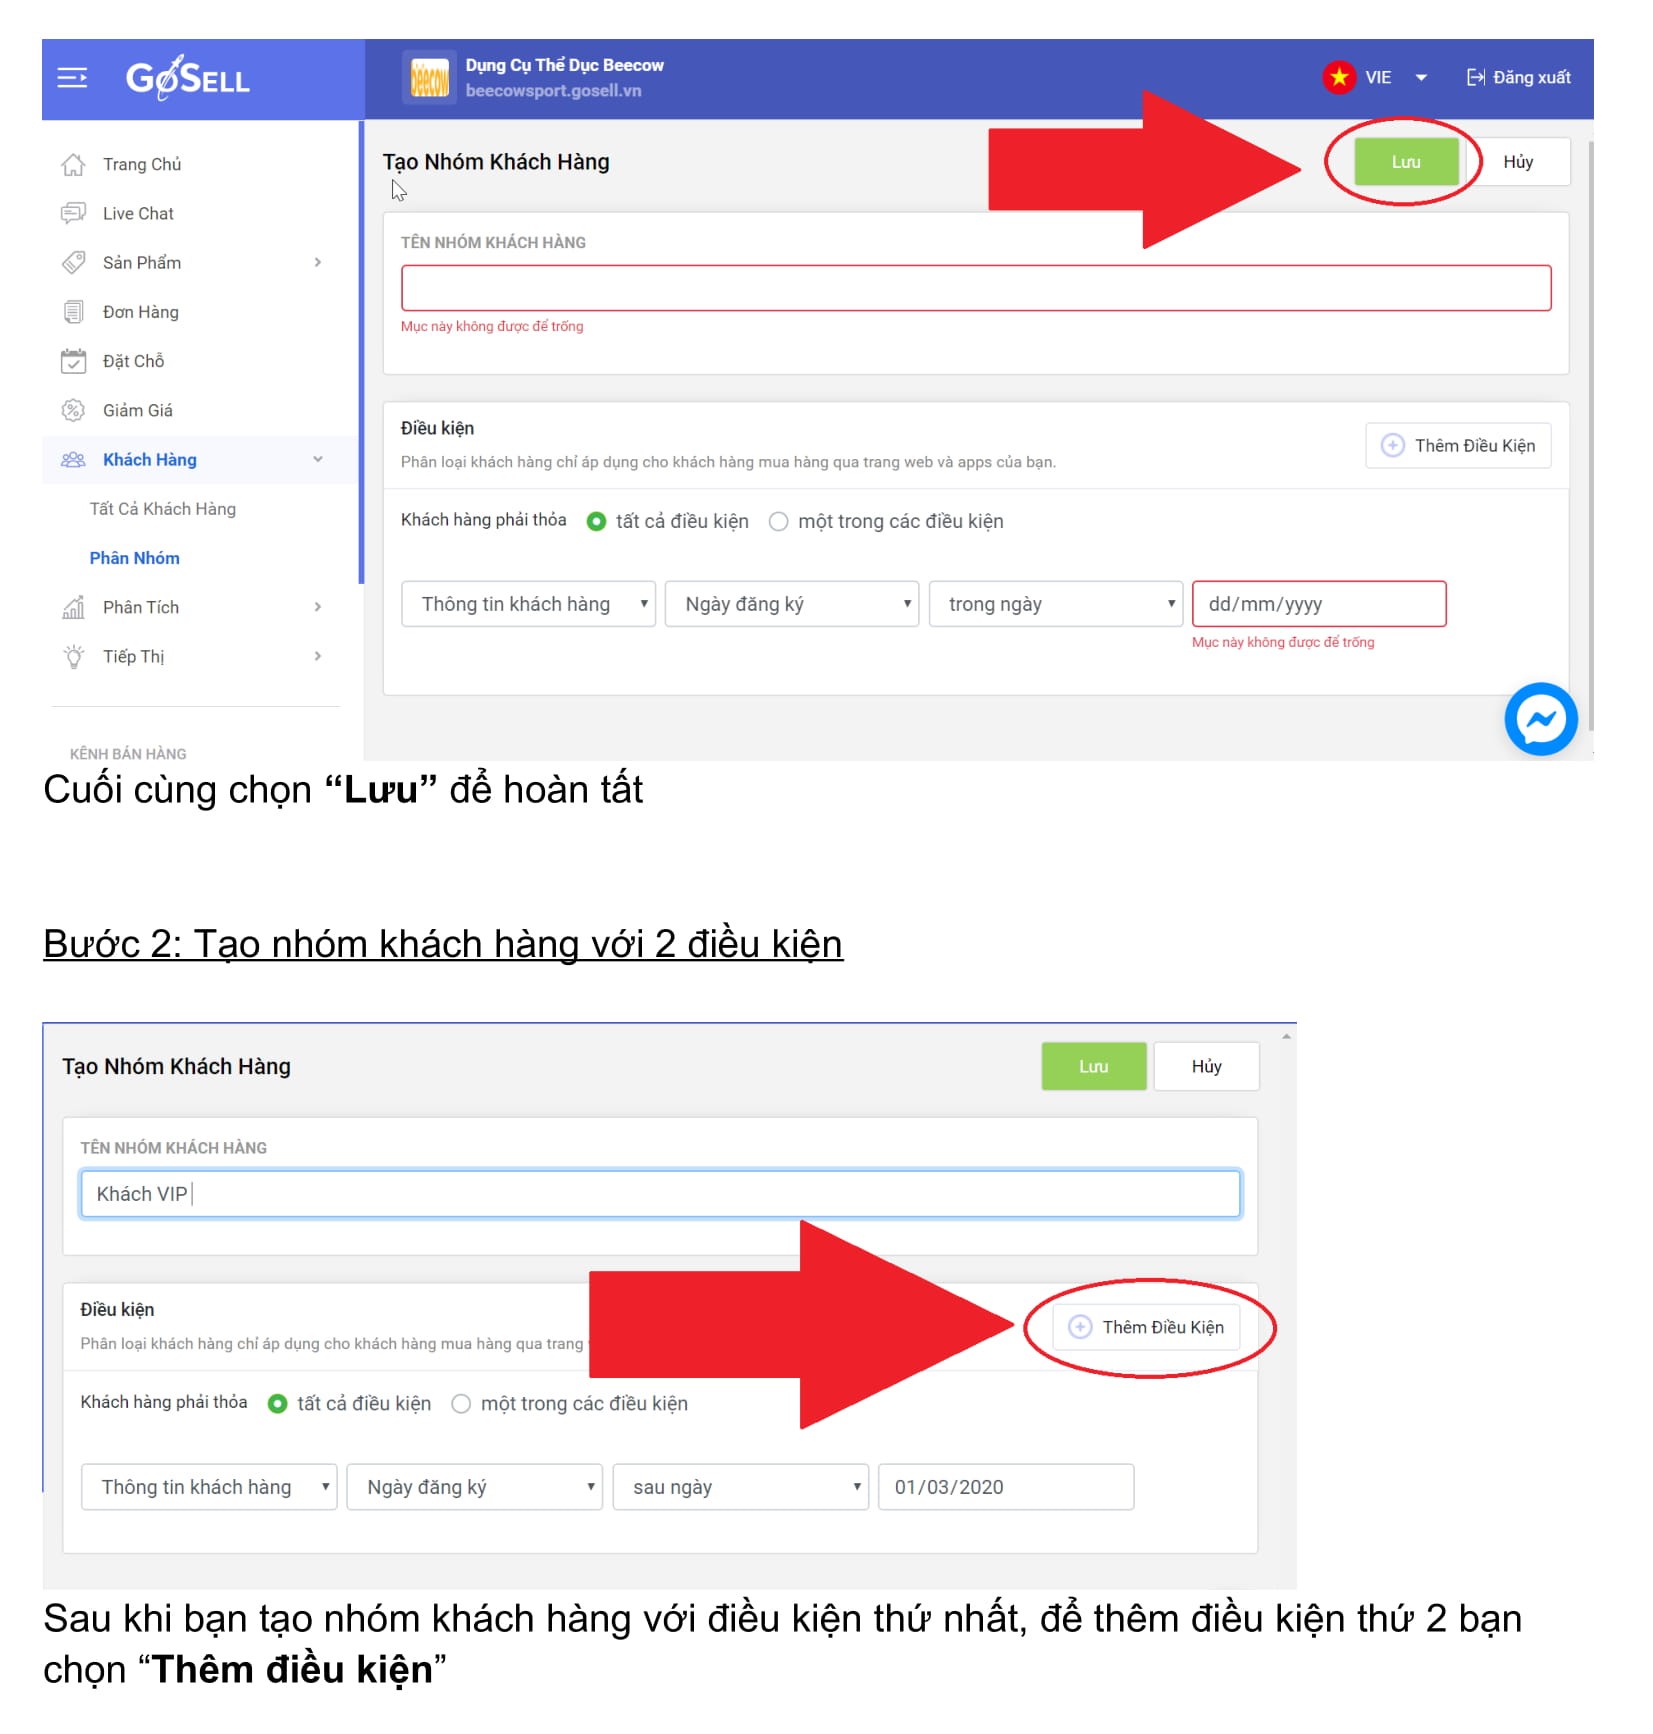 GoSELL
Dụng Cụ Thể Dục Beecow
beecow
beecowsport.gosell.vn
VIE
Đăng xuất
Trang Chủ
Live Chat
Sản Phẩm
Đơn Hàng
Đặt Chỗ
Giảm Giá
Khách Hàng
Tất Cả Khách Hàng
Phân Nhóm
Phân Tích
Tiếp Thị
KÊNH BÁN HÀNG
Tạo Nhóm Khách Hàng
Lưu
Hủy
TÊN NHÓM KHÁCH HÀNG
Mục này không được để trống
Điều kiện
Phân loại khách hàng chỉ áp dụng cho khách hàng mua hàng qua trang web và apps của bạn.
Thêm Điều Kiện
Khách hàng phải thỏa tất cả điều kiện một trong các điều kiện
Thông tin khách hàng Ngày đăng ký trong ngày dd/mm/yyyy
Mục này không được để trống
Cuối cùng chọn “Lưu” để hoàn tất
Bước 2: Tạo nhóm khách hàng với 2 điều kiện
Tạo Nhóm Khách Hàng
Lưu
Hủy
TÊN NHÓM KHÁCH HÀNG
Khách VIP
Điều kiện
Phân loại khách hàng chỉ áp dụng cho khách hàng mua hàng qua trang
Thêm Điều Kiện
Khách hàng phải thỏa tất cả điều kiện một trong các điều kiện
Thông tin khách hàng Ngày đăng ký sau ngày 01/03/2020
Sau khi bạn tạo nhóm khách hàng với điều kiện thứ nhất, để thêm điều kiện thứ 2 bạn
chọn “Thêm điều kiện”